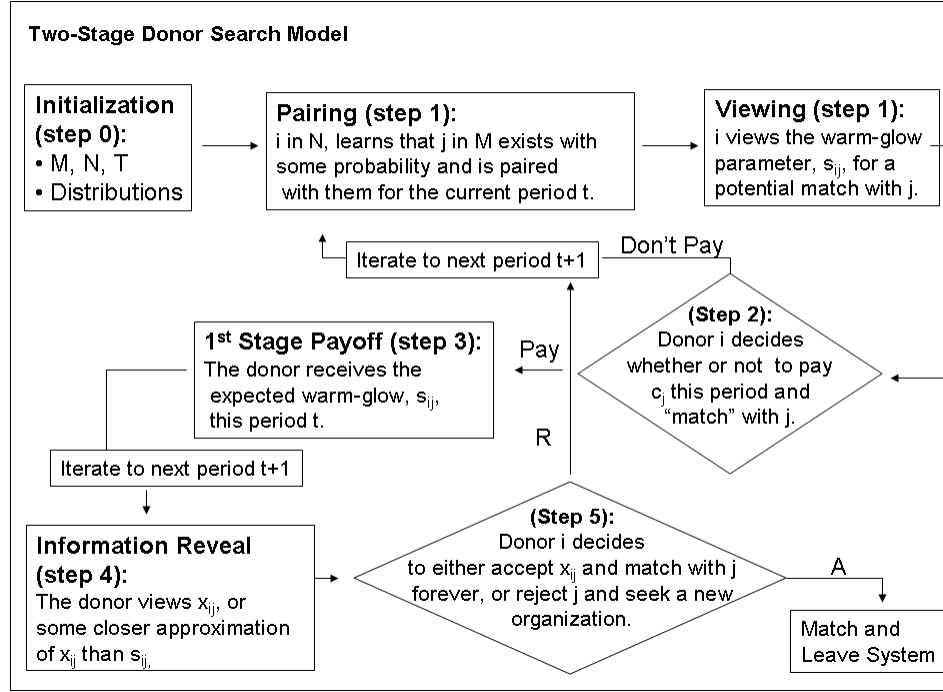 Two-Stage Donor Search Model
Initialization
(step 0):
• M, N, T
• Distributions
Pairing (step 1):
i in N, learns that j in M exists with
some probability and is paired
with them for the current period t.
Viewing (step 1):
i views the warm-glow
parameter, sij, for a
potential match with j.
Iterate to next period t+1
Don't Pay
(Step 2):
Donor i decides
whether or not to pay
cj this period and
“match” with j.
Pay
1st Stage Payoff (step 3):
The donor receives the
expected warm-glow, sij,
this period t.
Iterate to next period t+1
R
Information Reveal
(step 4):
The donor views xij, or
some closer approximation
of xij than sij,
(Step 5):
Donor i decides
to either accept xij and match with j
forever, or reject j and seek a new
organization.
A
Match and
Leave System